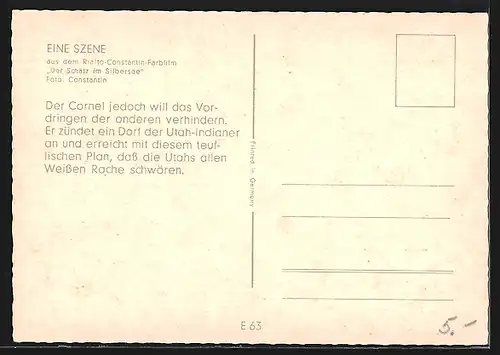 EINE SZENE
aus dem Rialto-Constantin-Farbfilm
„Der Schatz im Silbersee“
Foto: Constantin
Der Cornel jedoch will das Vor-
dringen der anderen verhindern.
Er zündet ein Dorf der Utah-Indianer
an und erreicht mit diesem teuf-
lischen Plan, daß die Utahs allen
Weißen Rache schwören.
Printed in Germany
E 63
5.-